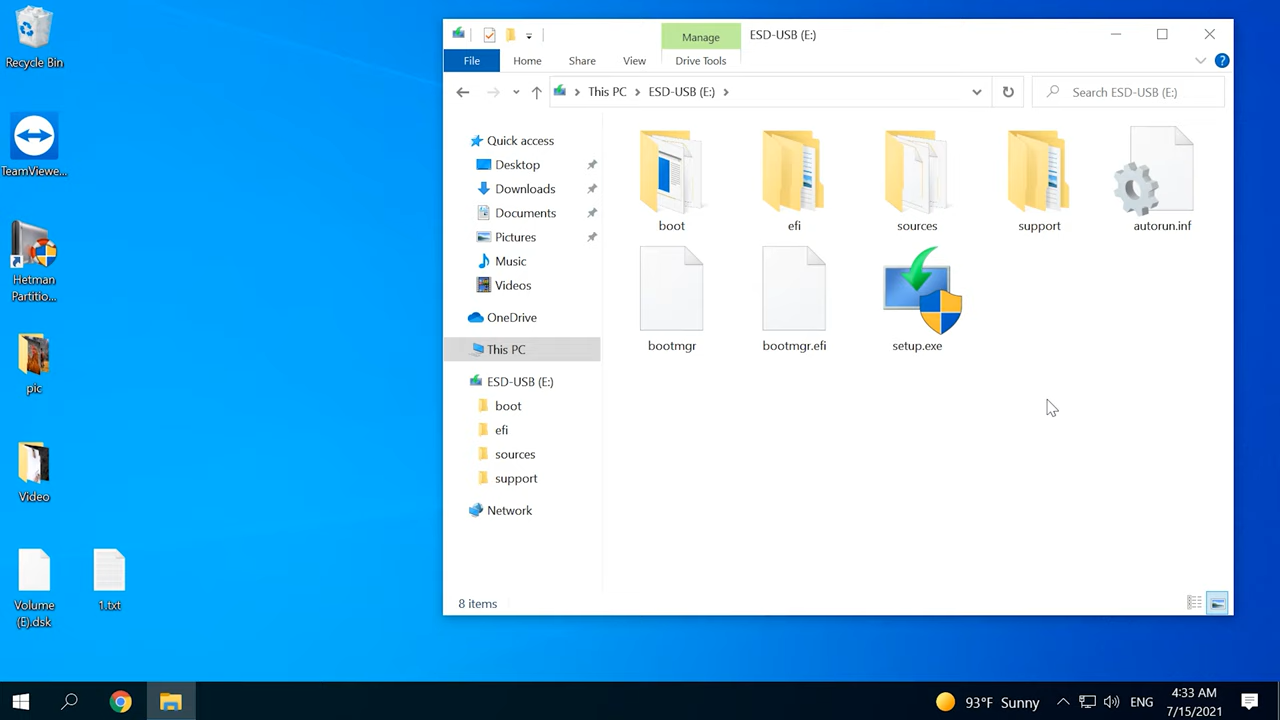 Recycle Bin
TeamViewe...
Hetman
Partitio...
pic
Video
Volume
(E).dsk
1.txt
Manage
ESD-USB (E:)
File
Home
Share
View
Drive Tools
This PC
ESD-USB (E:)
Search ESD-USB (E:)
Quick access
Desktop
Downloads
Documents
Pictures
Music
Videos
OneDrive
This PC
ESD-USB (E:)
boot
efi
sources
support
Network
boot
efi
sources
support
autorun.inf
bootmgr
bootmgr.efi
setup.exe
8 items
93°F Sunny
ENG
4:33 AM
7/15/2021